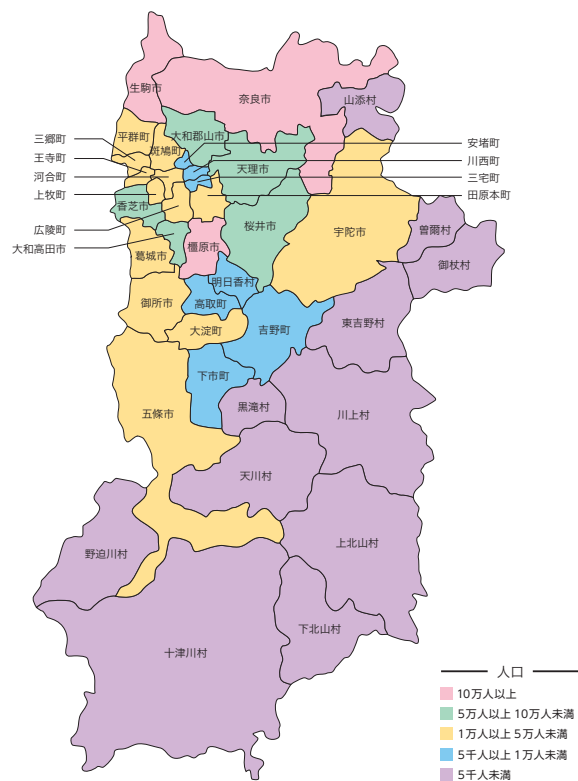 生駒市
奈良市
山添村
平群町
斑鳩町
大和郡山市
天理市
三郷町
王寺町
河合町
上牧町
香芝市
広陵町
大和高田市
安堵町
川西町
三宅町
田原本町
桜井市
宇陀市
曽爾村
御杖村
葛城市
橿原市
明日香村
御所市
高取町
大淀町
吉野町
東吉野村
下市町
黒滝村
川上村
五條市
天川村
上北山村
野迫川村
下北山村
十津川村
人口
10万人以上
5万人以上 10万人未満
1万人以上 5万人未満
5千人以上 1万人未満
5千人未満